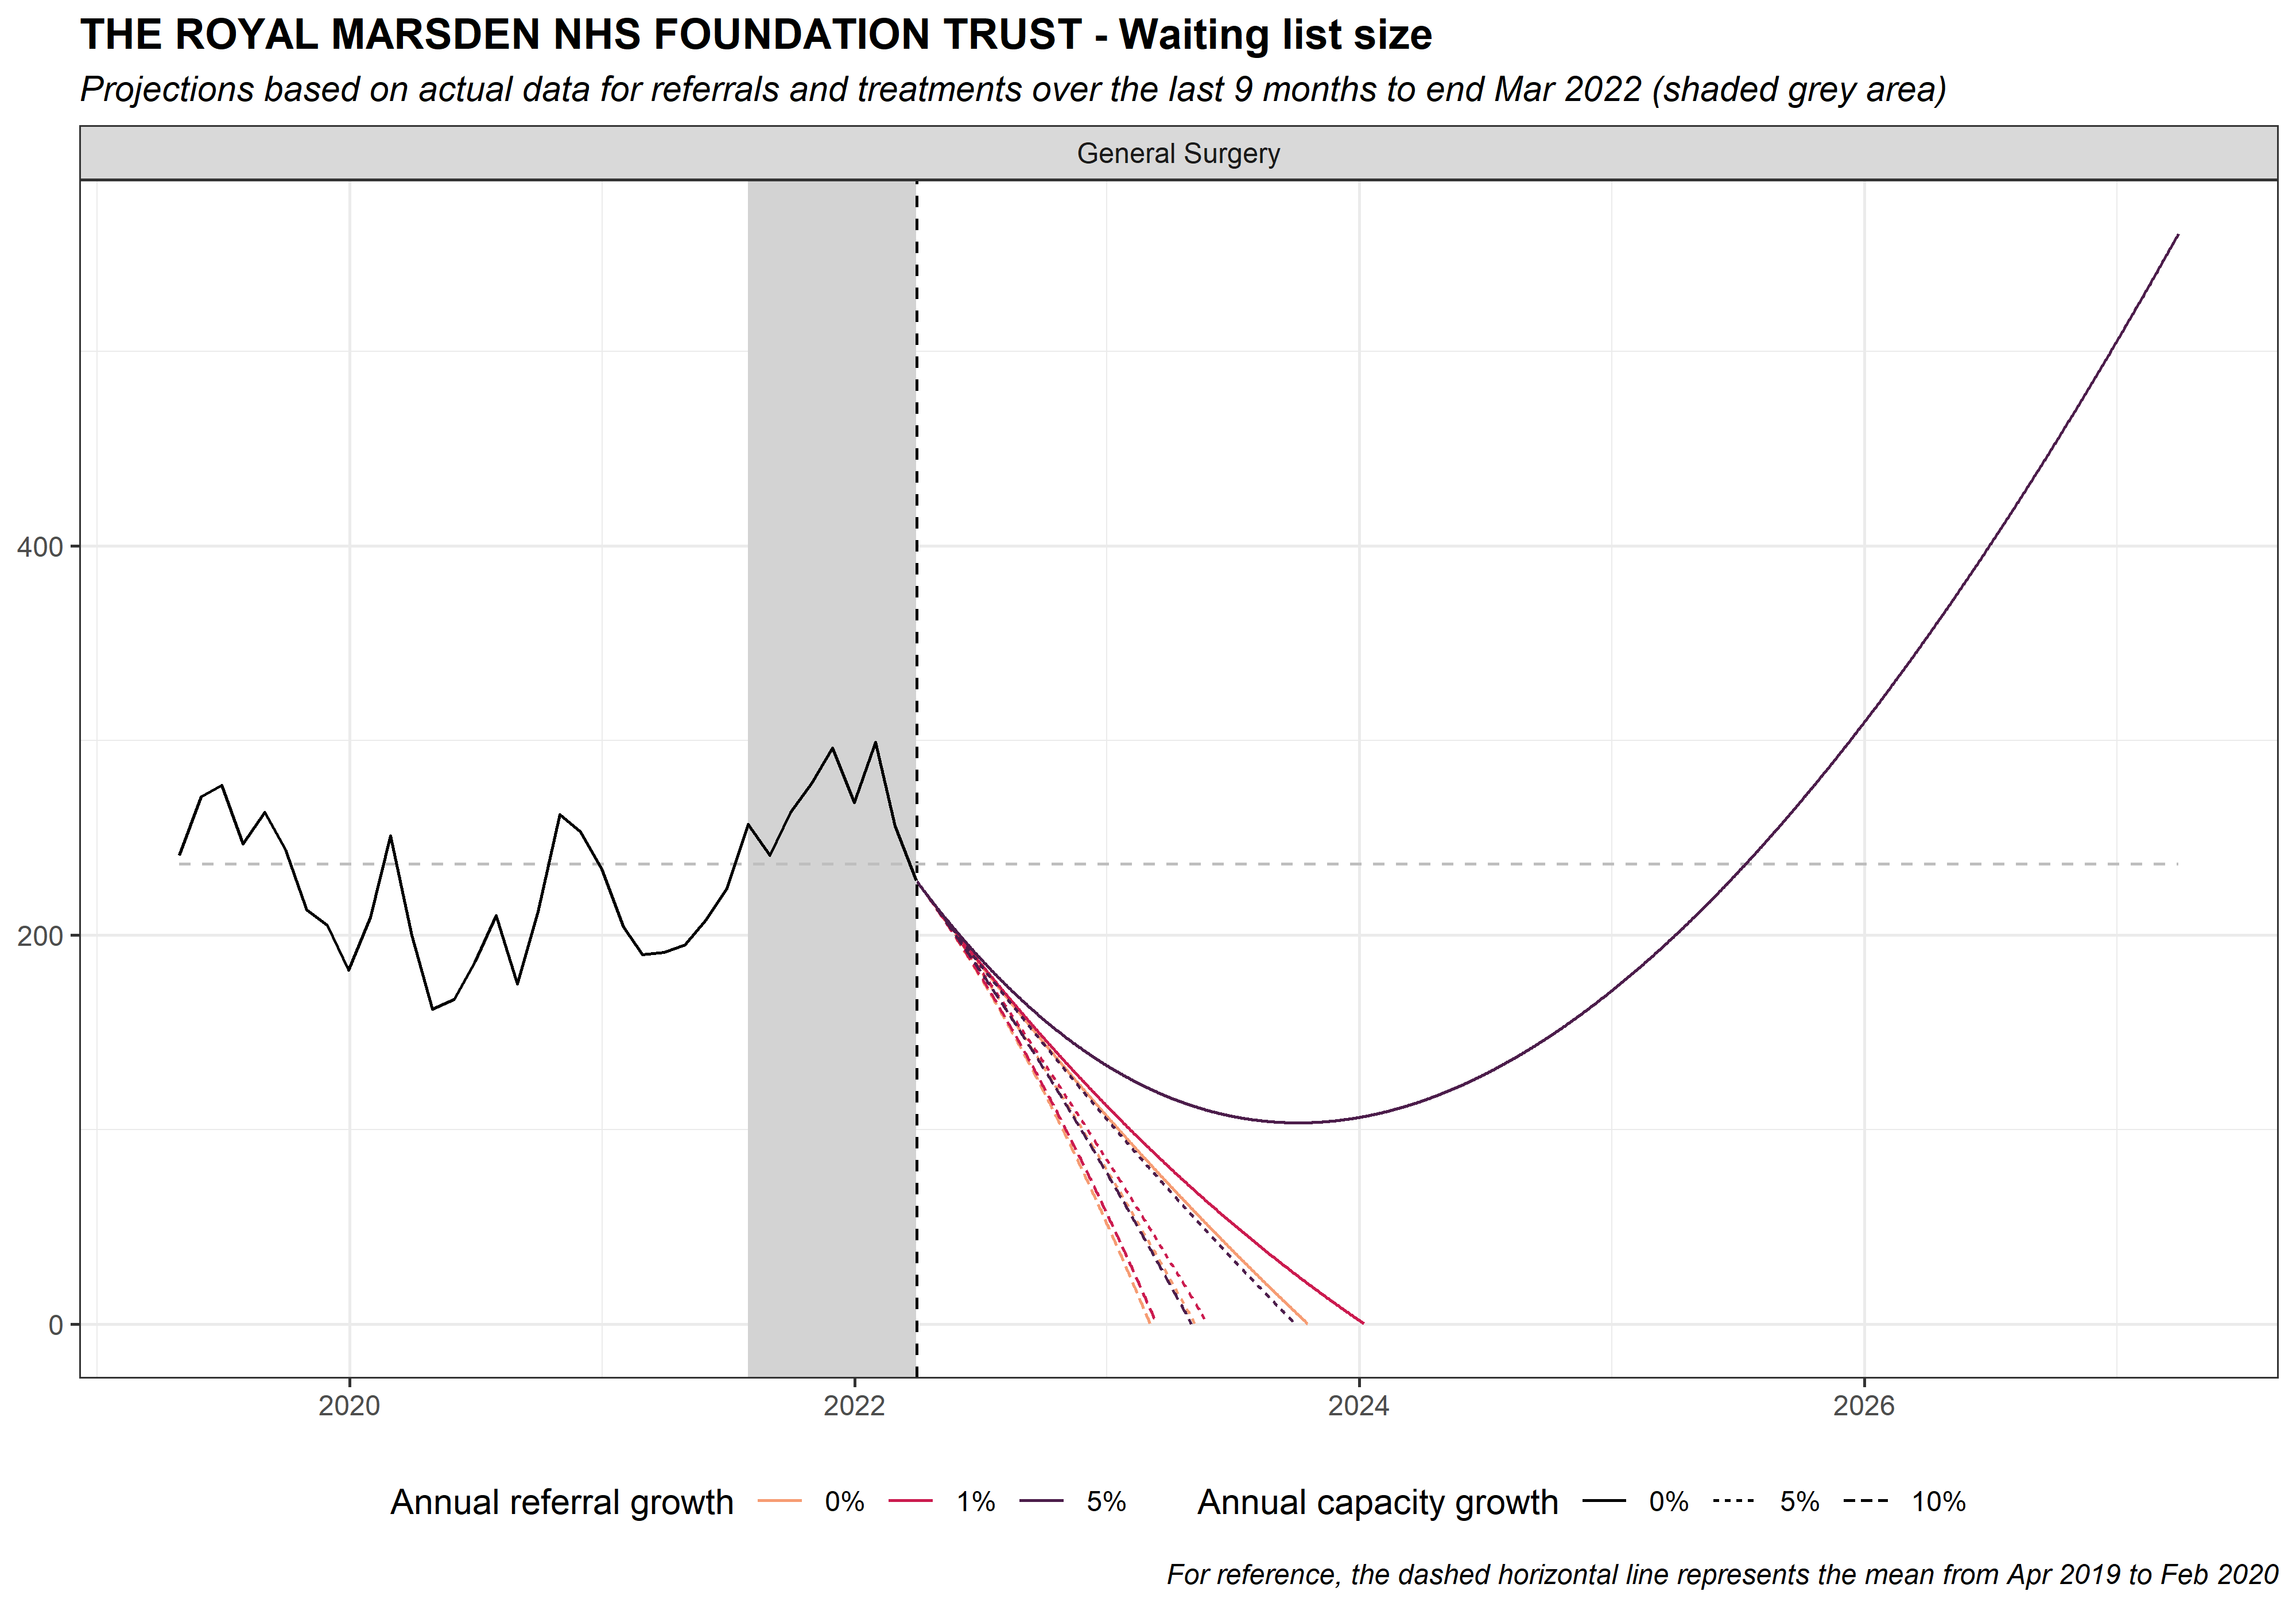 THE ROYAL MARSDEN NHS FOUNDATION TRUST - Waiting list size
Projections based on actual data for referrals and treatments over the last 9 months to end Mar 2022 (shaded grey area)
General Surgery
400
200
0
2020 2022 2024 2026
Annual referral growth 0% 1% 5% Annual capacity growth 0% 5% 10%
For reference, the dashed horizontal line represents the mean from Apr 2019 to Feb 2020